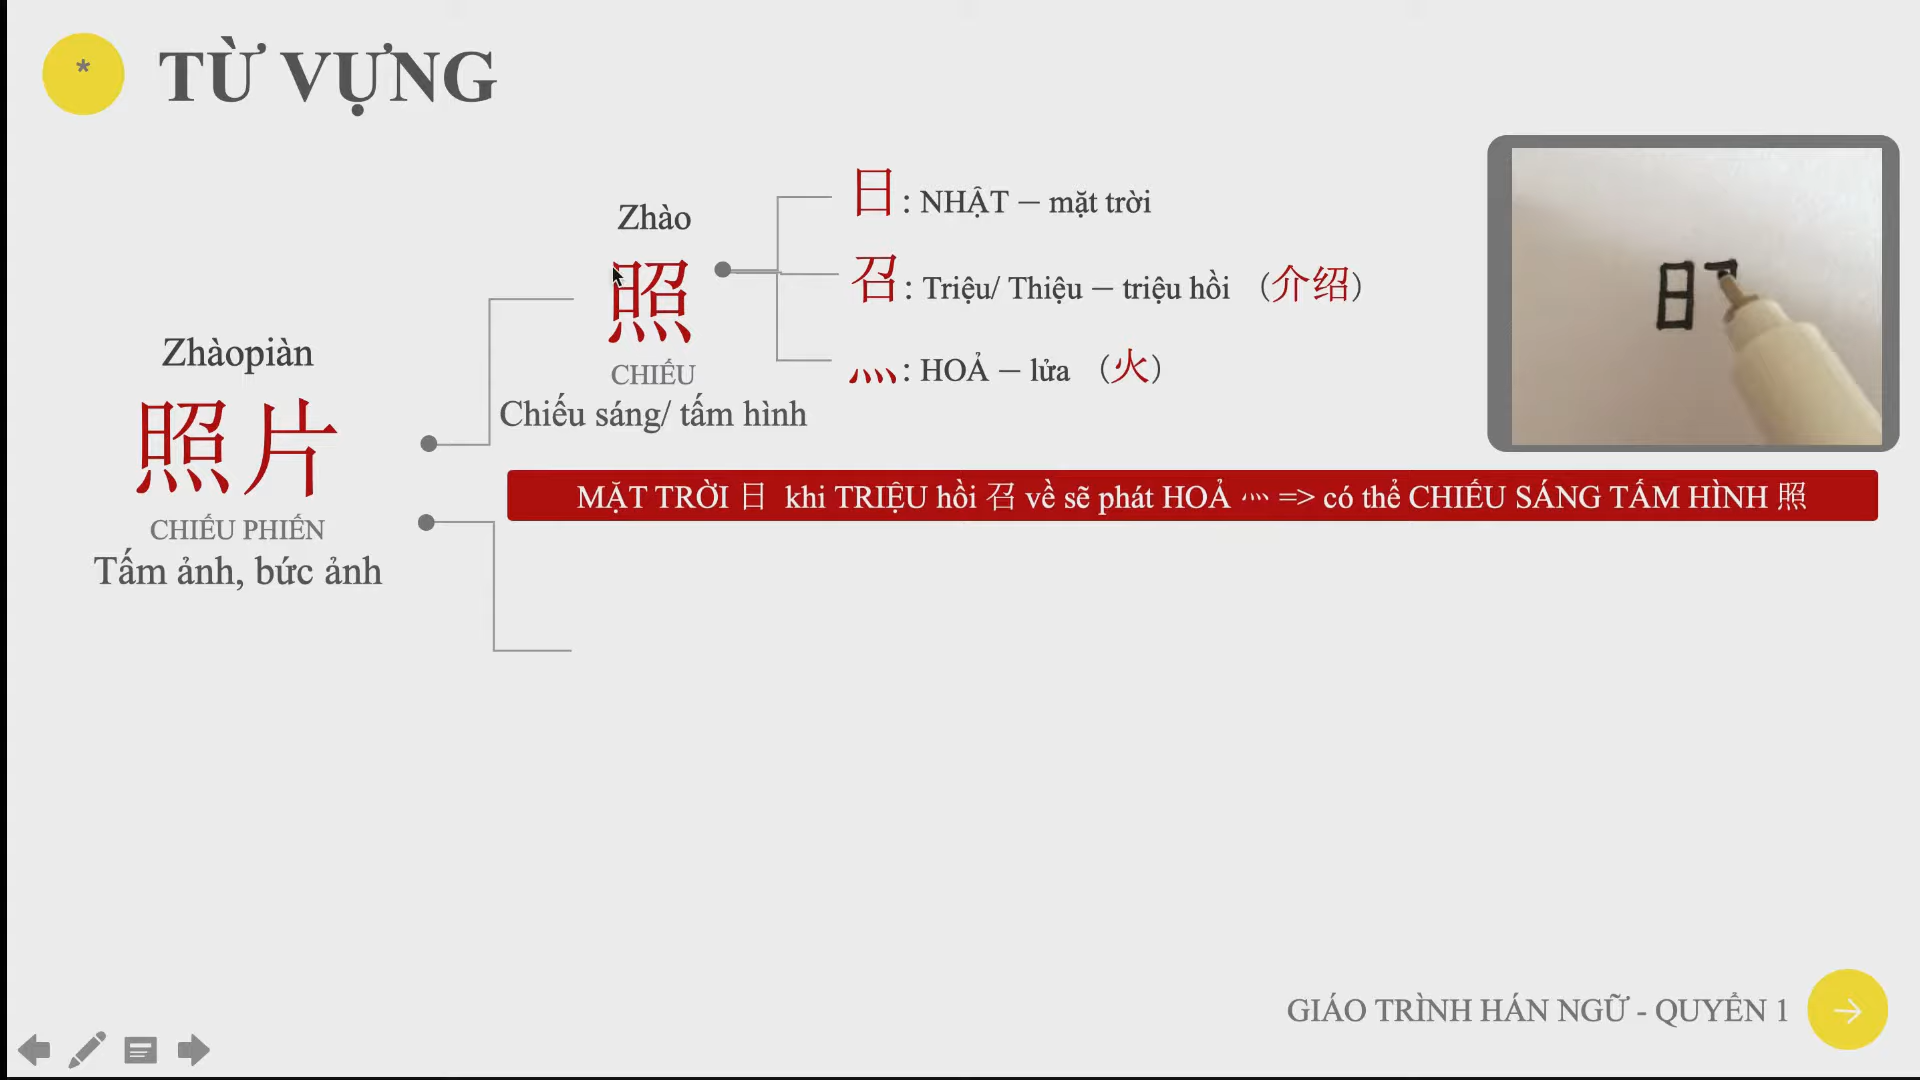 *
TỪ VỰNG
Zhàopiàn
照片
CHIẾU PHIẾN
Tấm ảnh, bức ảnh
Zhào
照
CHIẾU
Chiếu sáng/ tấm hình
日: NHẬT – mặt trời
召: Triệu/ Thiệu – triệu hồi （介绍）
灬: HOẢ – lửa （火）
MẶT TRỜI 日 khi TRIỆU hồi 召 về sẽ phát HOẢ 灬 => có thể CHIẾU SÁNG TẤM HÌNH 照
GIÁO TRÌNH HÁN NGỮ - QUYỂN 1